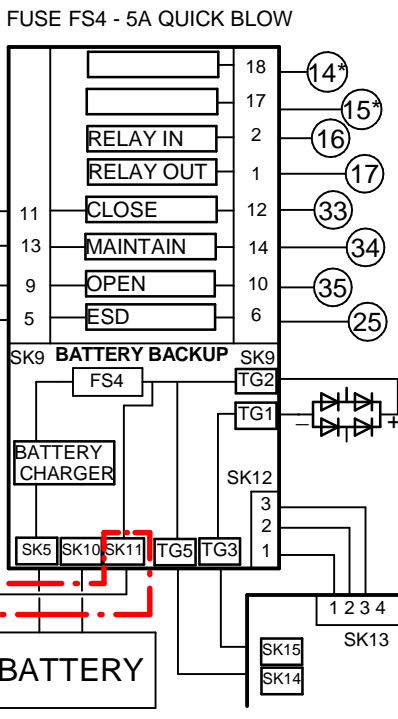 FUSE FS4 - 5A QUICK BLOW
18 14*
17 15*
RELAY IN 2 16
RELAY OUT 1 17
11 CLOSE 12 33
13 MAINTAIN 14 34
9 OPEN 10 35
5 ESD 6 25
SK9 BATTERY BACKUP SK9
FS4 TG2
TG1
− +
BATTERY
CHARGER
SK12
3
2
1
SK5 SK10 SK11 TG5 TG3
1 2 3 4
SK13
SK15
SK14
BATTERY